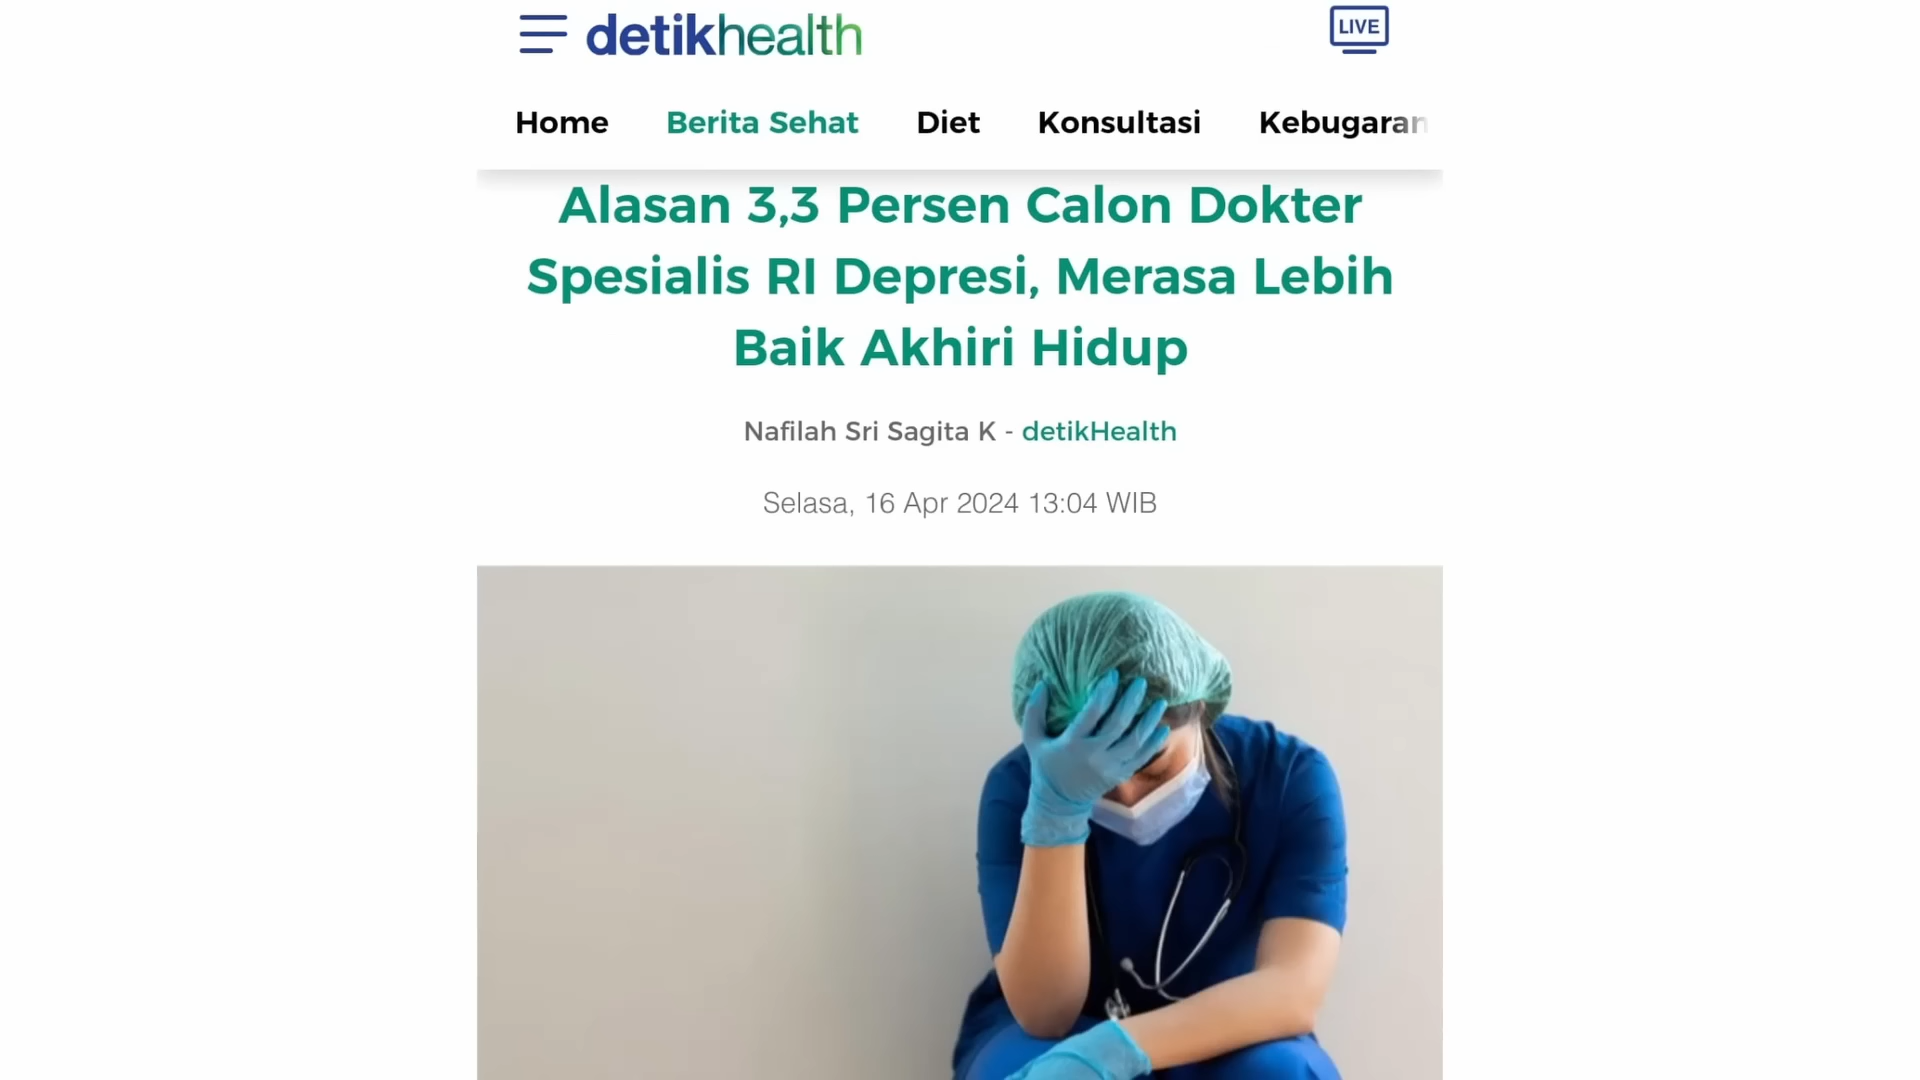 detikhealth
LIVE
Home Berita Sehat Diet Konsultasi Kebugaran
Alasan 3,3 Persen Calon Dokter
Spesialis RI Depresi, Merasa Lebih
Baik Akhiri Hidup
Nafilah Sri Sagita K - detikHealth
Selasa, 16 Apr 2024 13:04 WIB